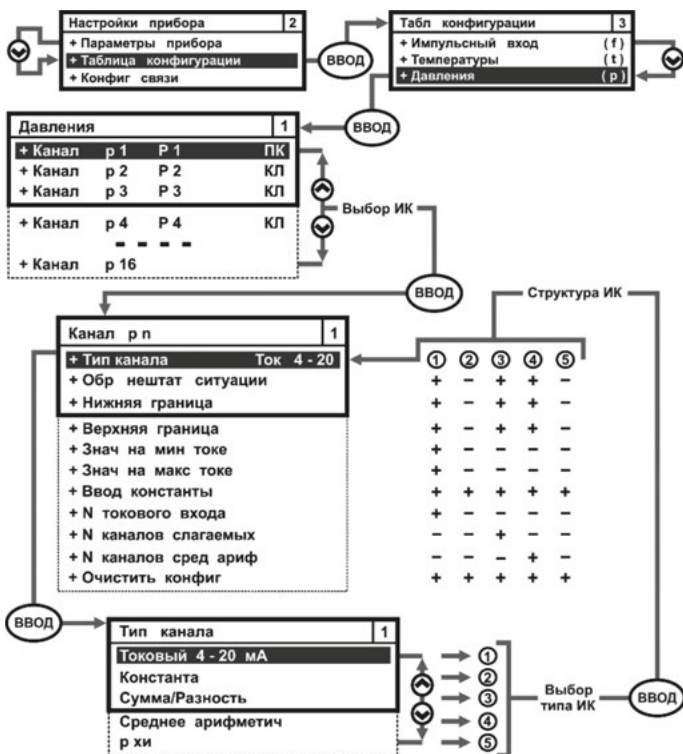 Настройки прибора 2
+ Параметры прибора
+ Таблица конфигурации
+ Конфиг связи
ВВОД
Табл конфигурации 3
+ Импульсный вход (f)
+ Температуры (t)
+ Давления (p)
ВВОД
Давления 1
+ Канал p 1 P 1 ПК
+ Канал p 2 P 2 КЛ
+ Канал p 3 P 3 КЛ
+ Канал p 4 P 4 КЛ
- - - -
+ Канал p 16
Выбор ИК
ВВОД
Структура ИК
Канал p n 1
① ② ③ ④ ⑤
+ Тип канала Ток 4 - 20
+ - + + -
+ Обр нештат ситуации
+ - + + -
+ Нижняя граница
+ Верхняя граница + - + + -
+ Знач на мин токе + - - - -
+ Знач на макс токе + - - - -
+ Ввод константы + + + + +
+ N токового входа + - - - -
+ N каналов слагаемых - - + - -
+ N каналов сред ариф - - - + -
+ Очистить конфиг + + + + +
ВВОД
Тип канала 1
Токовый 4 - 20 мА ①
Константа ②
Сумма/Разность ③
Среднее арифметич ④
p хи ⑤
Выбор
типа ИК
ВВОД